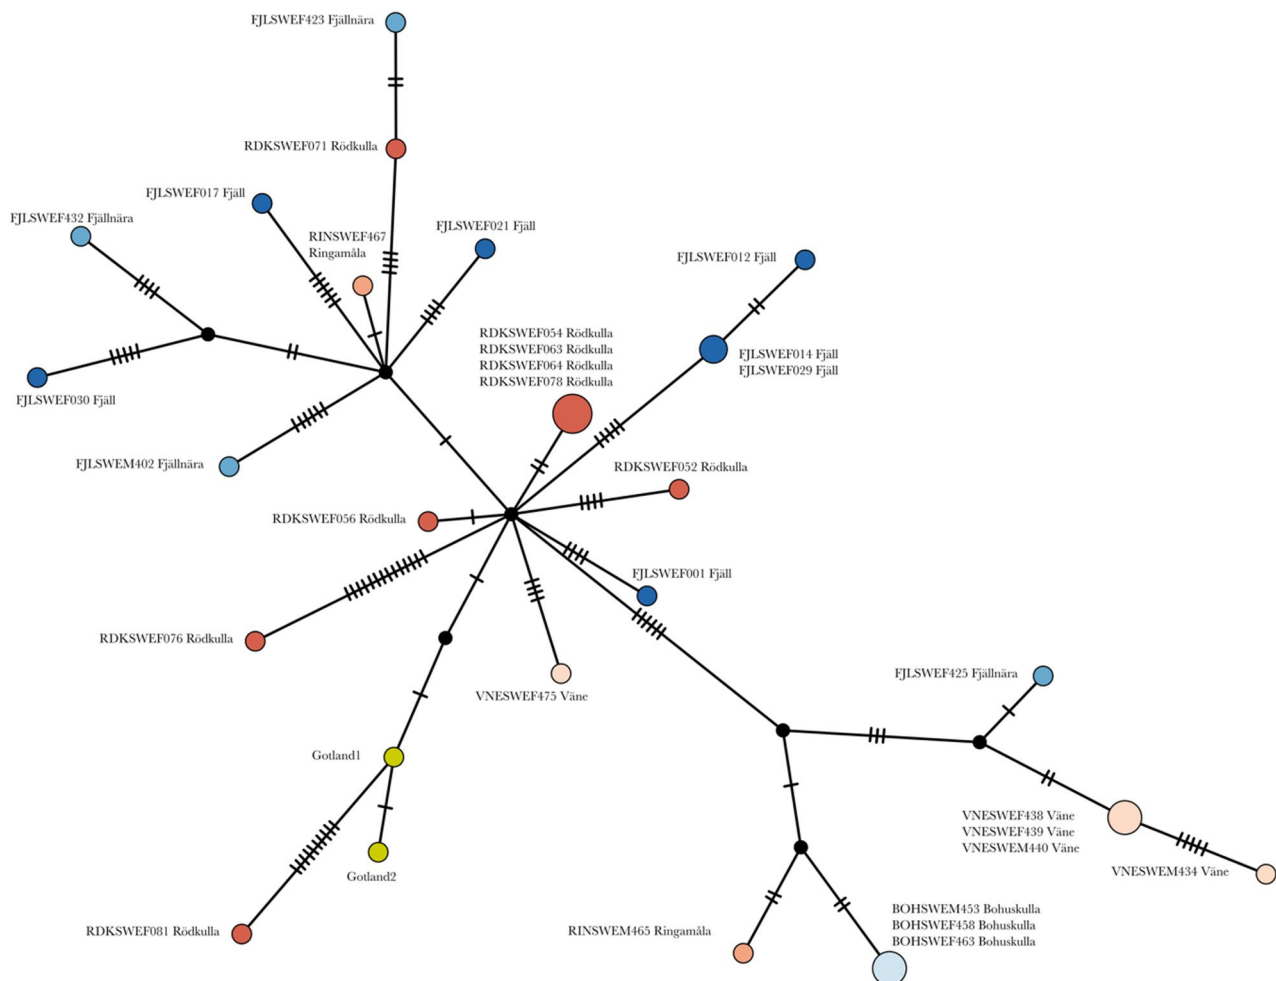 FJLSWEF423 Fjällnära
RDKSWEF071 Rödkulla
FJLSWEF017 Fjäll
FJLSWEF432 Fjällnära
RINSWEF467
Ringamåla
FJLSWEF021 Fjäll
FJLSWEF012 Fjäll
RDKSWEF054 Rödkulla
RDKSWEF063 Rödkulla
RDKSWEF064 Rödkulla
RDKSWEF078 Rödkulla
FJLSWEF014 Fjäll
FJLSWEF029 Fjäll
FJLSWEF030 Fjäll
FJLSWEM402 Fjällnära
RDKSWEF052 Rödkulla
RDKSWEF056 Rödkulla
FJLSWEF001 Fjäll
RDKSWEF076 Rödkulla
VNESWEF475 Väne
FJLSWEF425 Fjällnära
Gotland1
VNESWEF438 Väne
VNESWEF439 Väne
VNESWEM440 Väne
VNESWEM434 Väne
Gotland2
RDKSWEF081 Rödkulla
RINSWEM465 Ringamåla
BOHSWEM453 Bohuskulla
BOHSWEF458 Bohuskulla
BOHSWEF463 Bohuskulla